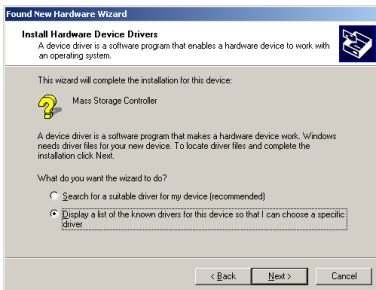 Found New Hardware Wizard
Install Hardware Device Drivers
A device driver is a software program that enables a hardware device to work with
an operating system.
This wizard will complete the installation for this device:
Mass Storage Controller
A device driver is a software program that makes a hardware device work. Windows
needs driver files for your new device. To locate driver files and complete the
installation click Next.
What do you want the wizard to do?
Search for a suitable driver for my device (recommended)
Display a list of the known drivers for this device so that I can choose a specific
driver
< Back Next > Cancel